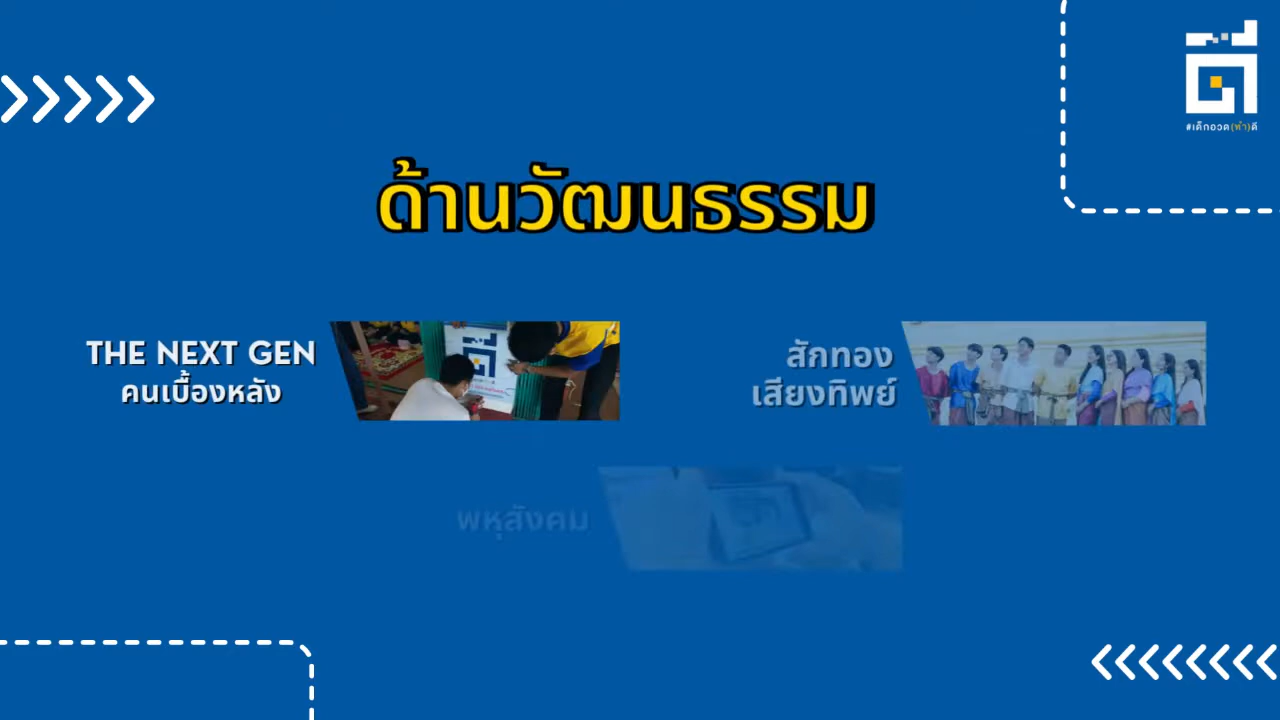 #เด็กอวด(ทำ)ดี
ด้านวัฒนธรรม
THE NEXT GEN
คนเบื้องหลัง
สักทอง
เสียงทิพย์
พหุสังคม